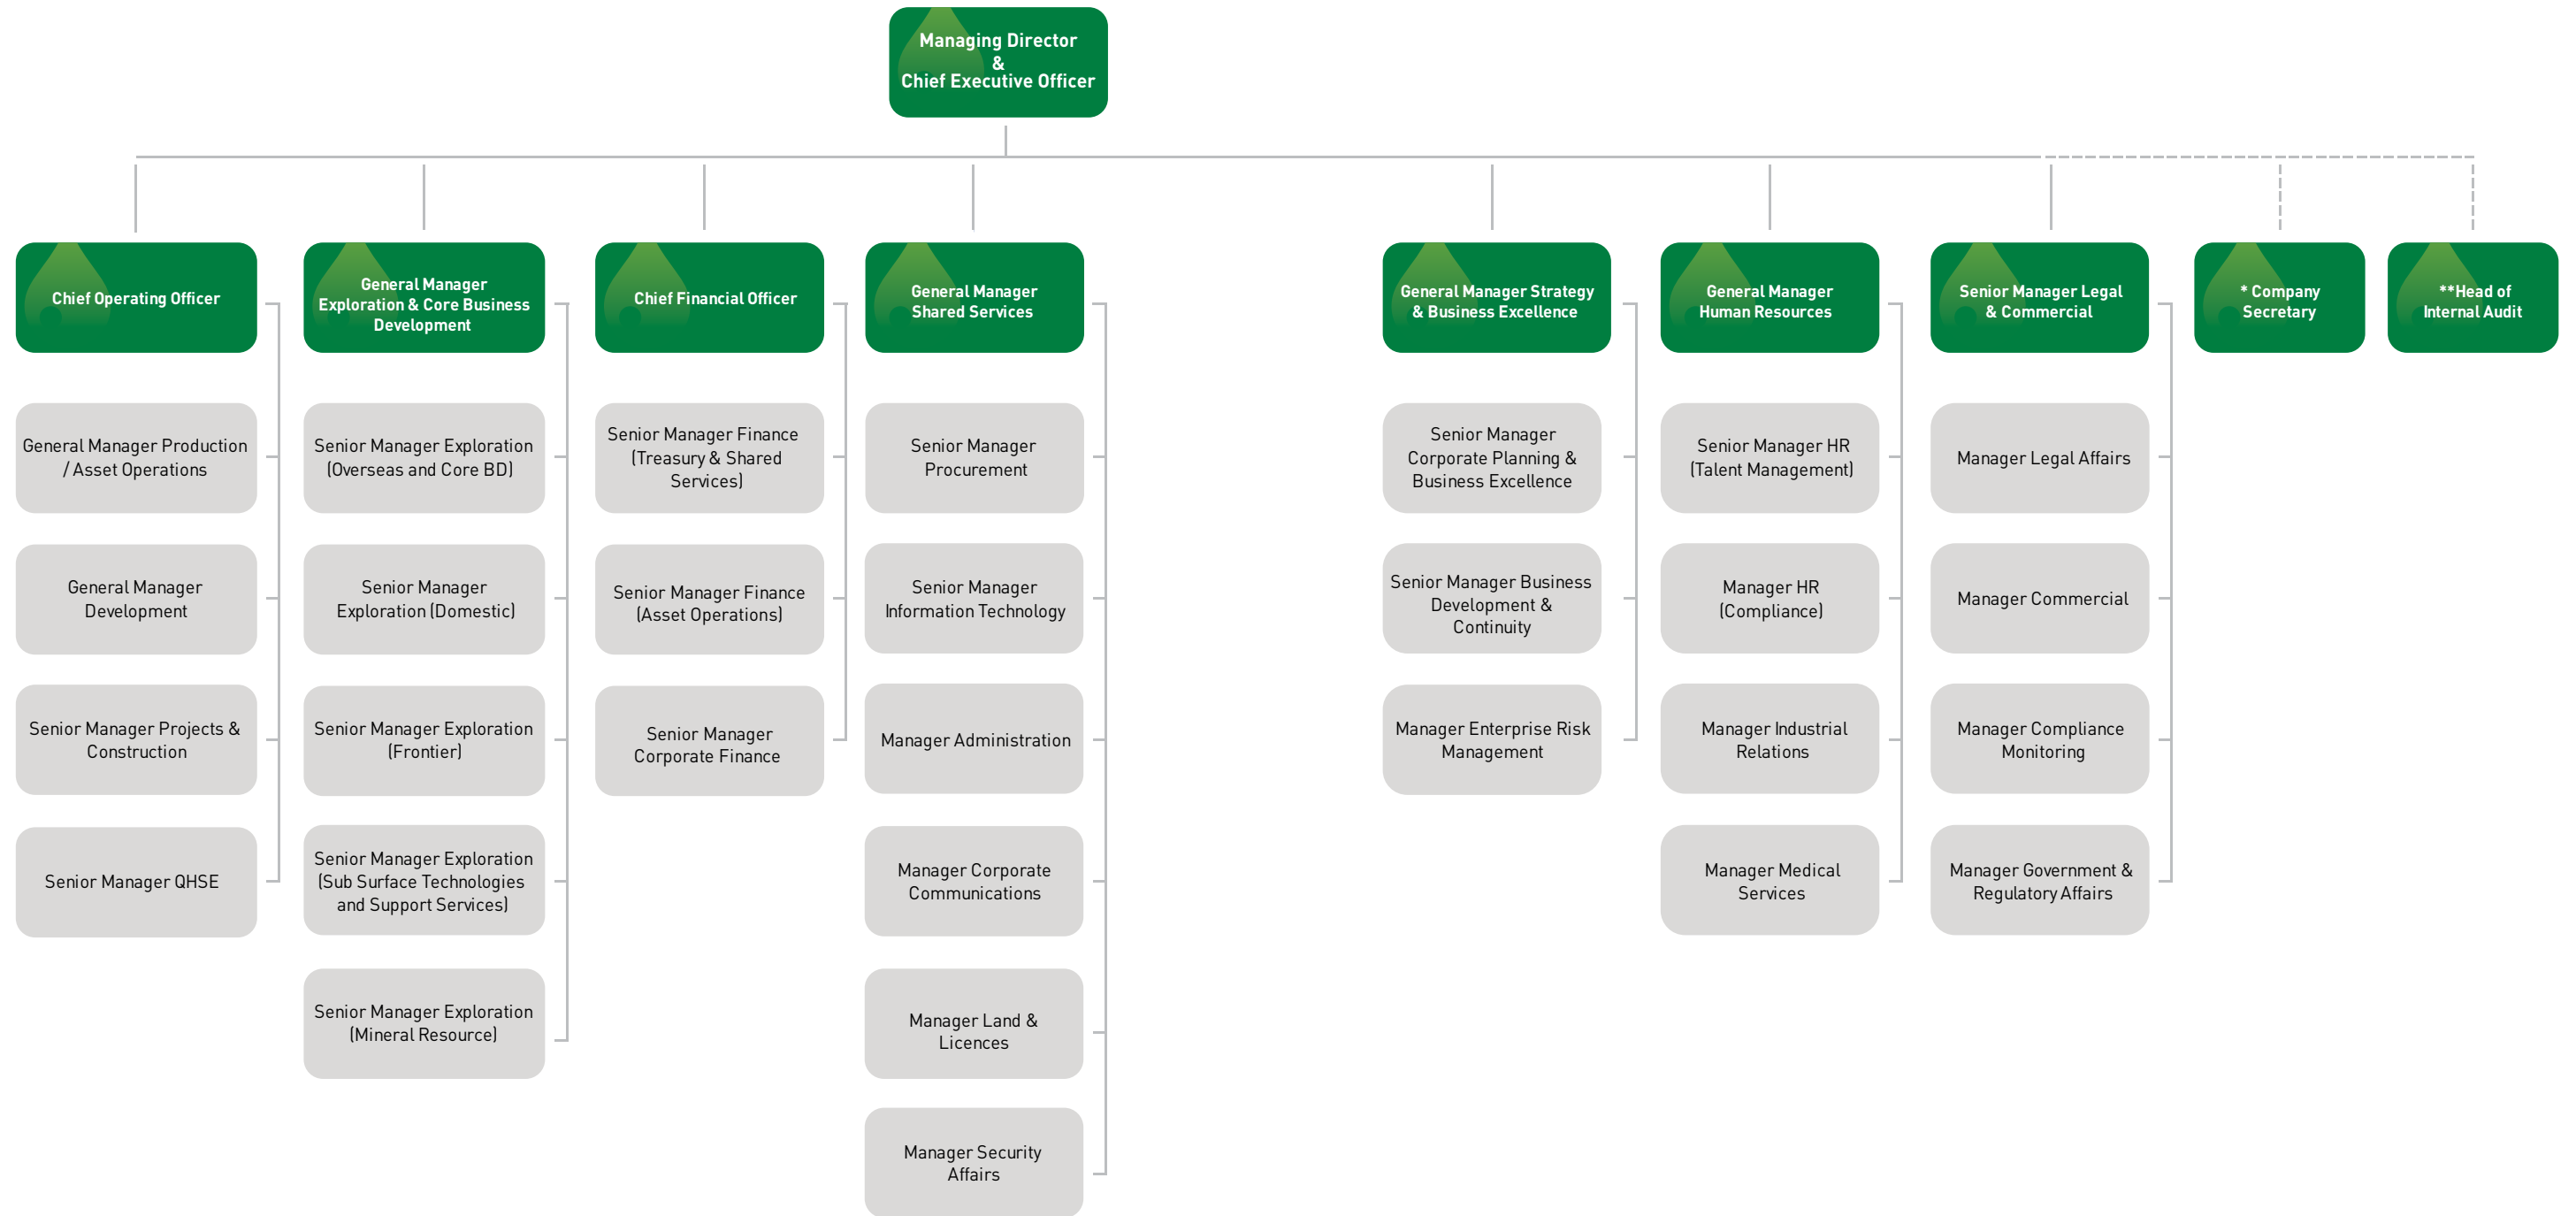 Managing Director
&
Chief Executive Officer
Chief Operating Officer
General Manager
Exploration & Core Business
Development
Chief Financial Officer
General Manager
Shared Services
General Manager Strategy
& Business Excellence
General Manager
Human Resources
Senior Manager Legal
& Commercial
* Company
Secretary
**Head of
Internal Audit
General Manager Production
/ Asset Operations
General Manager
Development
Senior Manager Projects &
Construction
Senior Manager QHSE
Senior Manager Exploration
(Overseas and Core BD)
Senior Manager
Exploration (Domestic)
Senior Manager Exploration
(Frontier)
Senior Manager Exploration
(Sub Surface Technologies
and Support Services)
Senior Manager Exploration
(Mineral Resource)
Senior Manager Finance
(Treasury & Shared
Services)
Senior Manager Finance
(Asset Operations)
Senior Manager
Corporate Finance
Senior Manager
Procurement
Senior Manager
Information Technology
Manager Administration
Manager Corporate
Communications
Manager Land &
Licences
Manager Security
Affairs
Senior Manager
Corporate Planning &
Business Excellence
Senior Manager Business
Development &
Continuity
Manager Enterprise Risk
Management
Senior Manager HR
(Talent Management)
Manager HR
(Compliance)
Manager Industrial
Relations
Manager Medical
Services
Manager Legal Affairs
Manager Commercial
Manager Compliance
Monitoring
Manager Government &
Regulatory Affairs